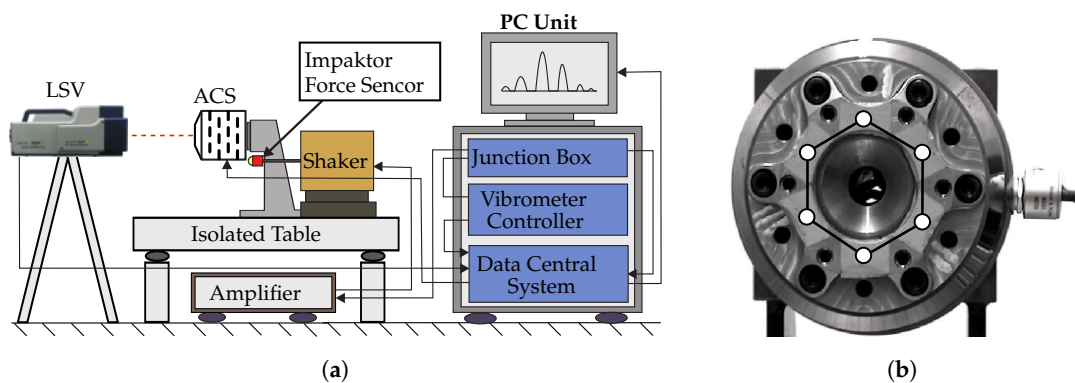 PC Unit
LSV
ACS
Impaktor
Force Sencor
Shaker
Junction Box
Vibrometer
Controller
Data Central
System
Isolated Table
Amplifier
(a)
(b)